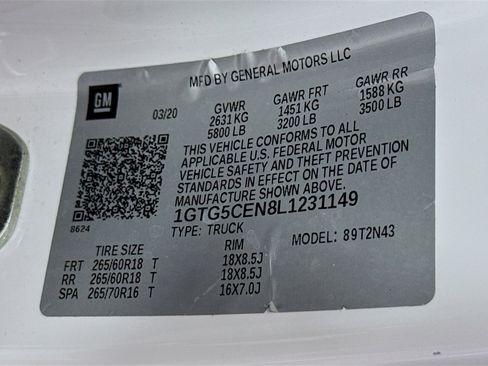 MFD BY GENERAL MOTORS LLC
GM
03/20
GVWR GAWR FRT GAWR RR
2631 KG 1451 KG 1588 KG
5800 LB 3200 LB 3500 LB
THIS VEHICLE CONFORMS TO ALL
APPLICABLE U.S. FEDERAL MOTOR
VEHICLE SAFETY AND THEFT PREVENTION
STANDARDS IN EFFECT ON THE DATE OF
MANUFACTURE SHOWN ABOVE.
1GTG5CEN8L1231149
8624
TYPE: TRUCK MODEL: 89T2N43
TIRE SIZE RIM
FRT 265/60R18 T 18X8.5J
RR 265/60R18 T 18X8.5J
SPA 265/70R16 T 16X7.0J